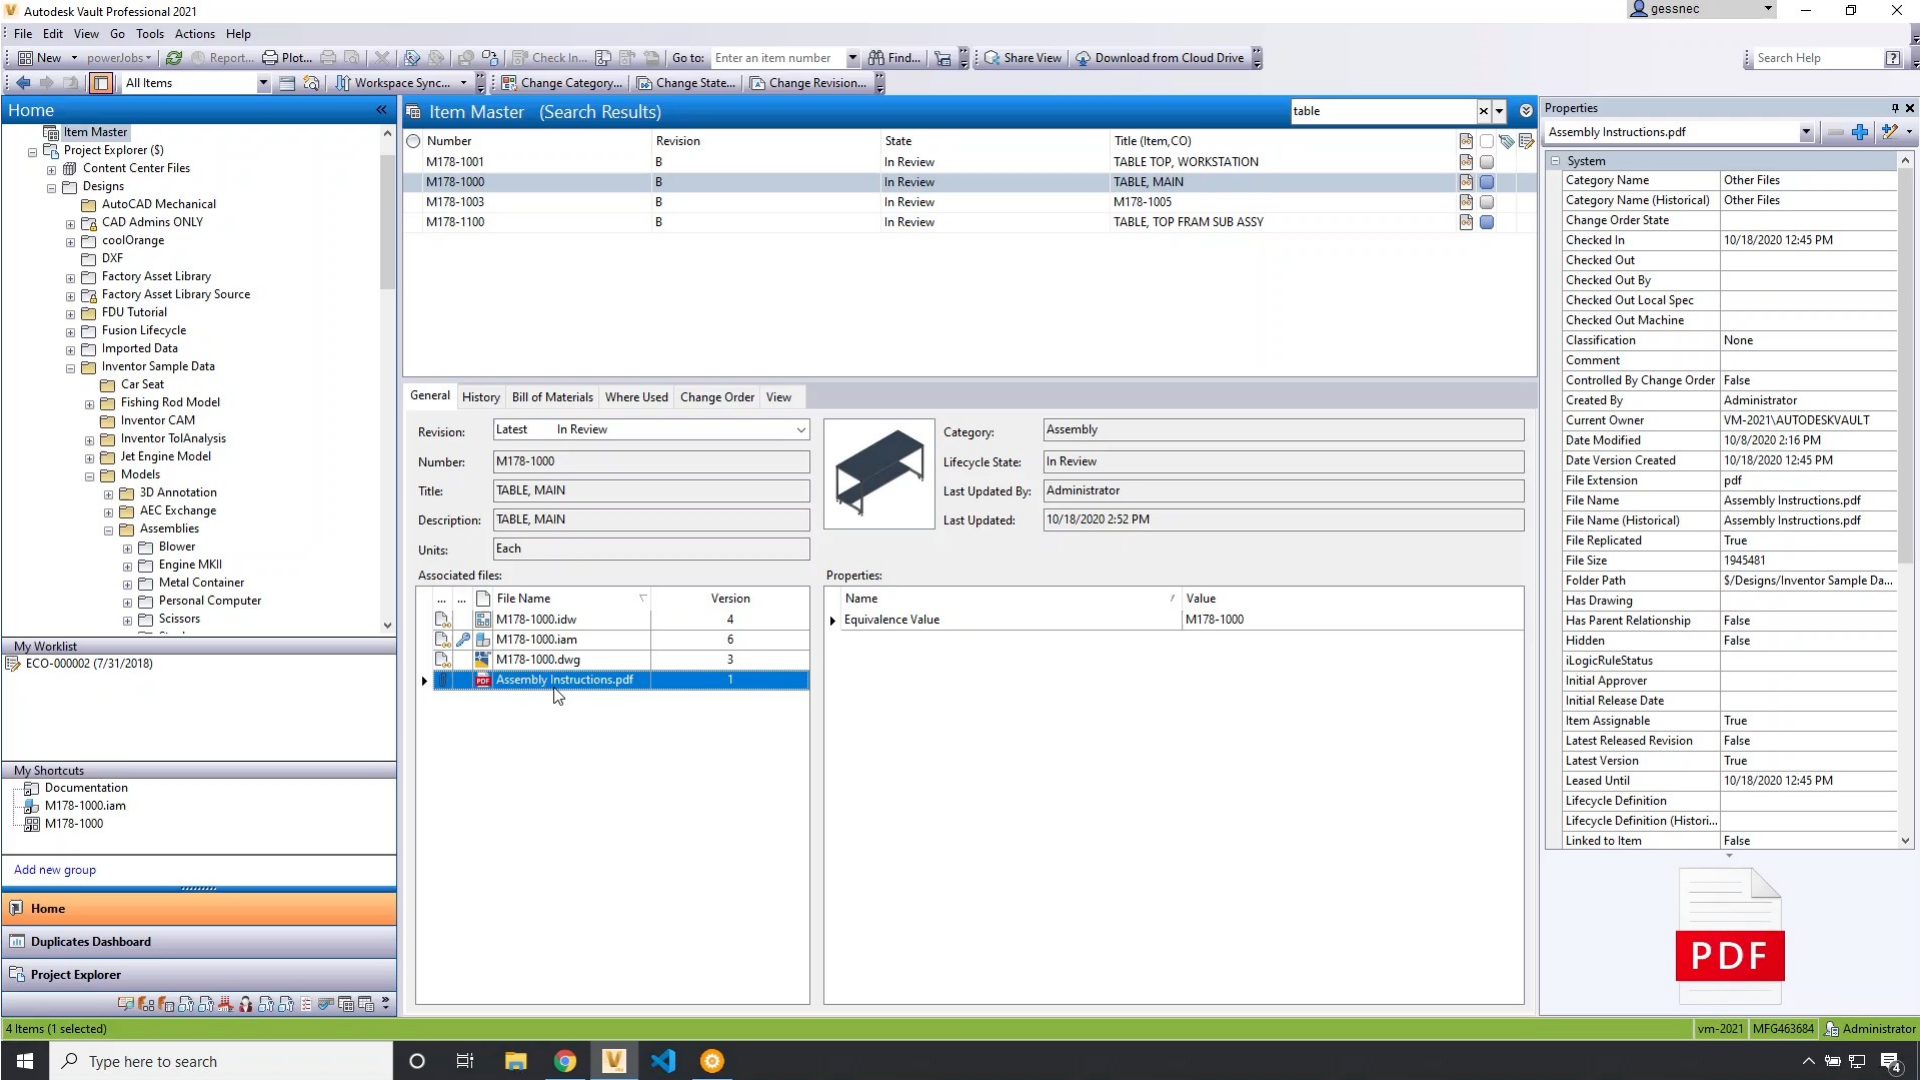 Autodesk Vault Professional 2021
gessnec
File Edit View Go Tools Actions Help
New powerJobs Report... Plot... Check In... Go to: Enter an item number Find... Share View Download from Cloud Drive Search Help
All Items Workspace Sync... Change Category... Change State... Change Revision...
Home
Item Master
Project Explorer ($)
Content Center Files
Designs
AutoCAD Mechanical
CAD Admins ONLY
coolOrange
DXF
Factory Asset Library
Factory Asset Library Source
FDU Tutorial
Fusion Lifecycle
Imported Data
Inventor Sample Data
Car Seat
Fishing Rod Model
Inventor CAM
Inventor TolAnalysis
Jet Engine Model
Models
3D Annotation
AEC Exchange
Assemblies
Blower
Engine MKII
Metal Container
Personal Computer
Scissors
My Worklist
ECO-000002 (7/31/2018)
My Shortcuts
Documentation
M178-1000.iam
M178-1000
Add new group
Home
Duplicates Dashboard
Project Explorer
Item Master (Search Results)
table
Number Revision State Title (Item,CO)
M178-1001 B In Review TABLE TOP, WORKSTATION
M178-1000 B In Review TABLE, MAIN
M178-1003 B In Review M178-1005
M178-1100 B In Review TABLE, TOP FRAM SUB ASSY
General History Bill of Materials Where Used Change Order View
Revision: Latest In Review
Number: M178-1000
Title: TABLE, MAIN
Description: TABLE, MAIN
Units: Each
Category: Assembly
Lifecycle State: In Review
Last Updated By: Administrator
Last Updated: 10/18/2020 2:52 PM
Associated files:
... ... File Name Version
M178-1000.idw 4
M178-1000.iam 6
M178-1000.dwg 3
PDF Assembly Instructions.pdf 1
Properties:
Name / Value
Equivalence Value M178-1000
Properties
Assembly Instructions.pdf
System
Category Name Other Files
Category Name (Historical) Other Files
Change Order State
Checked In 10/18/2020 12:45 PM
Checked Out
Checked Out By
Checked Out Local Spec
Checked Out Machine
Classification None
Comment
Controlled By Change Order False
Created By Administrator
Current Owner VM-2021\AUTODESKVAULT
Date Modified 10/8/2020 2:16 PM
Date Version Created 10/18/2020 12:45 PM
File Extension pdf
File Name Assembly Instructions.pdf
File Name (Historical) Assembly Instructions.pdf
File Replicated True
File Size 1945481
Folder Path $/Designs/Inventor Sample Da...
Has Drawing
Has Parent Relationship False
Hidden False
iLogicRuleStatus
Initial Approver
Initial Release Date
Item Assignable True
Latest Released Revision False
Latest Version True
Leased Until 10/18/2020 12:45 PM
Lifecycle Definition
Lifecycle Definition (Histori...
Linked to Item False
PDF
4 Items (1 selected)
vm-2021 MFG463684 Administrator
Type here to search
4